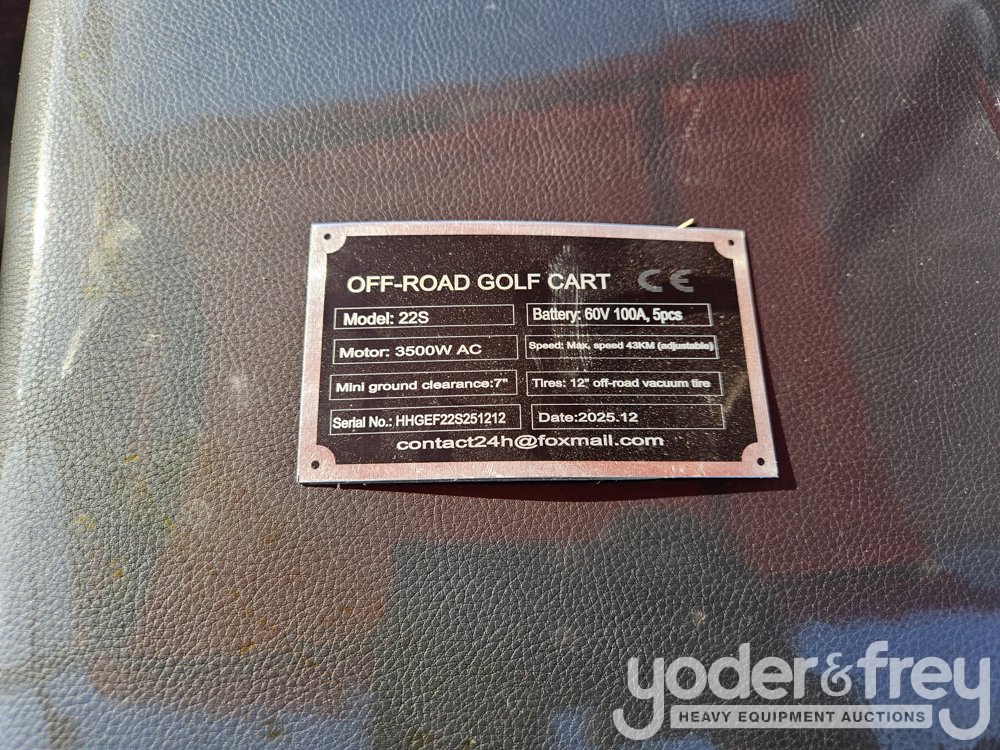 OFF-ROAD GOLF CART CE
Model: 22S
Battery: 60V 100A, 5pcs
Motor: 3500W AC
Speed: Max. speed 43KM (adjustable)
Mini ground clearance:7"
Tires: 12" off-road vacuum tire
Serial No.: HHGEF22S251212
Date:2025.12
contact24h@foxmail.com
yoder&frey
HEAVY EQUIPMENT AUCTIONS